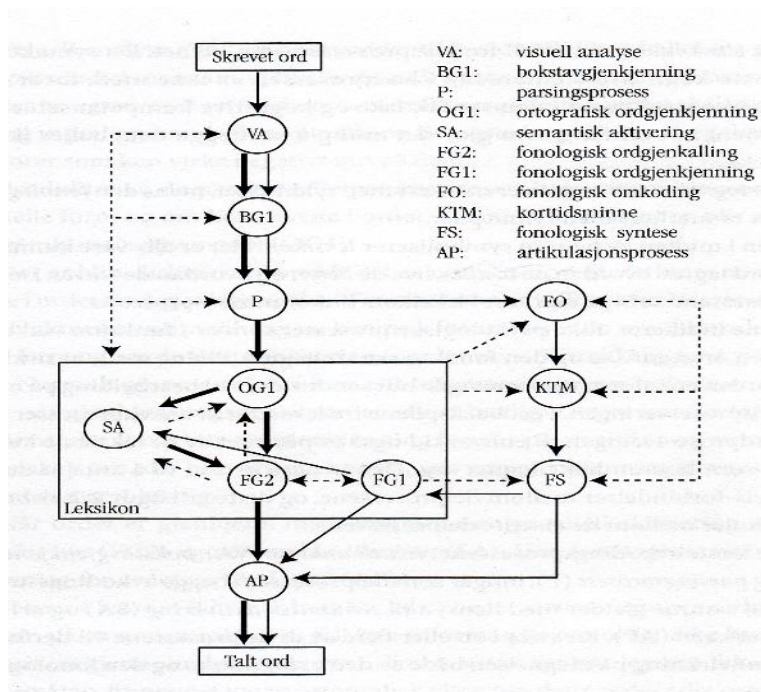 Skrevet ord
VA: visuell analyse
BG1: bokstavgjenkjenning
P: parsingsprosess
OG1: ortografisk ordgjenkjenning
SA: semantisk aktivering
FG2: fonologisk ordgjenkalling
FG1: fonologisk ordgjenkjenning
FO: fonologisk omkoding
KTM: korttidsminne
FS: fonologisk syntese
AP: artikulasjonsprosess
VA
BG1
P
FO
OG1
KTM
SA
FG2
FG1
FS
Leksikon
AP
Talt ord